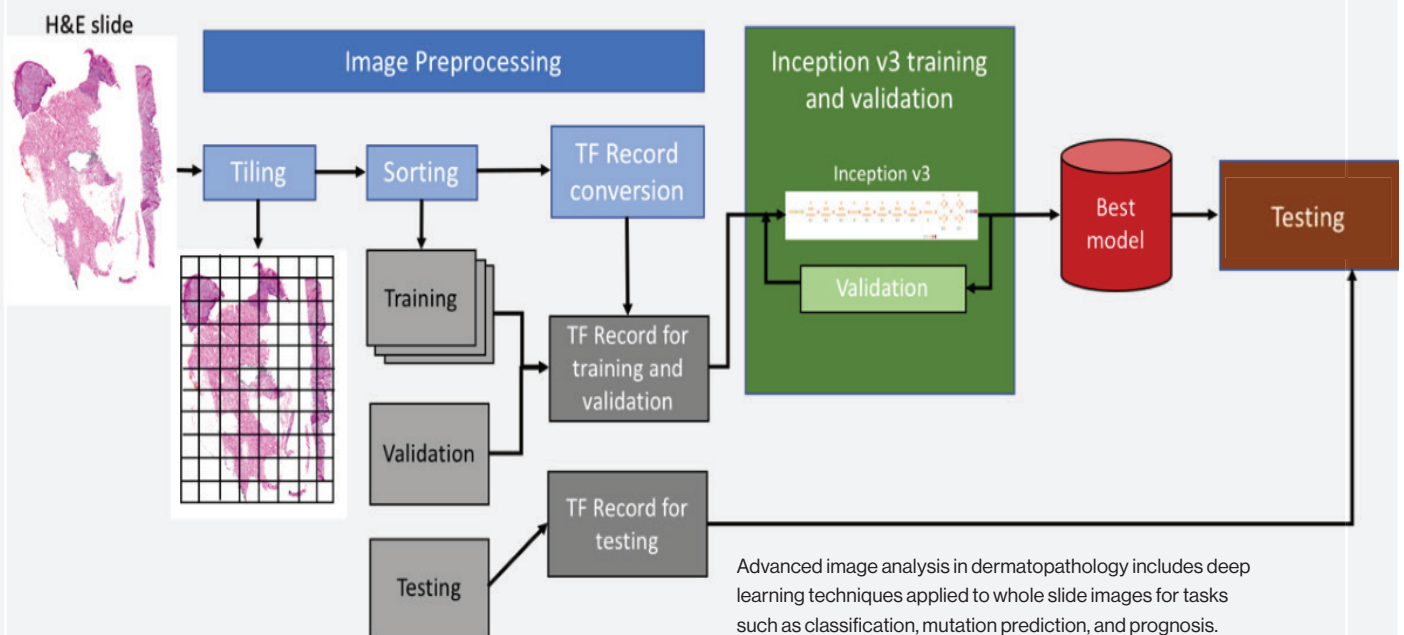 H&E slide
Image Preprocessing
Inception v3 training
and validation
Tiling
Sorting
TF Record
conversion
Inception v3
Best
model
Testing
Training
Validation
TF Record for
training and
validation
Validation
TF Record for
testing
Testing
Advanced image analysis in dermatopathology includes deep
learning techniques applied to whole slide images for tasks
such as classification, mutation prediction, and prognosis.